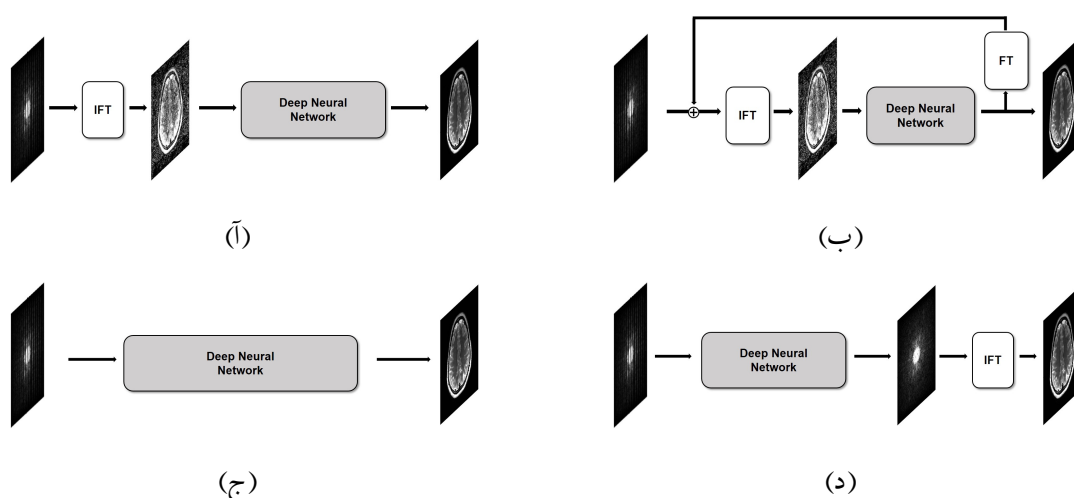 IFT
Deep Neural
Network
(آ)
IFT
Deep Neural
Network
FT
(ب)
Deep Neural
Network
(ج)
Deep Neural
Network
IFT
(د)